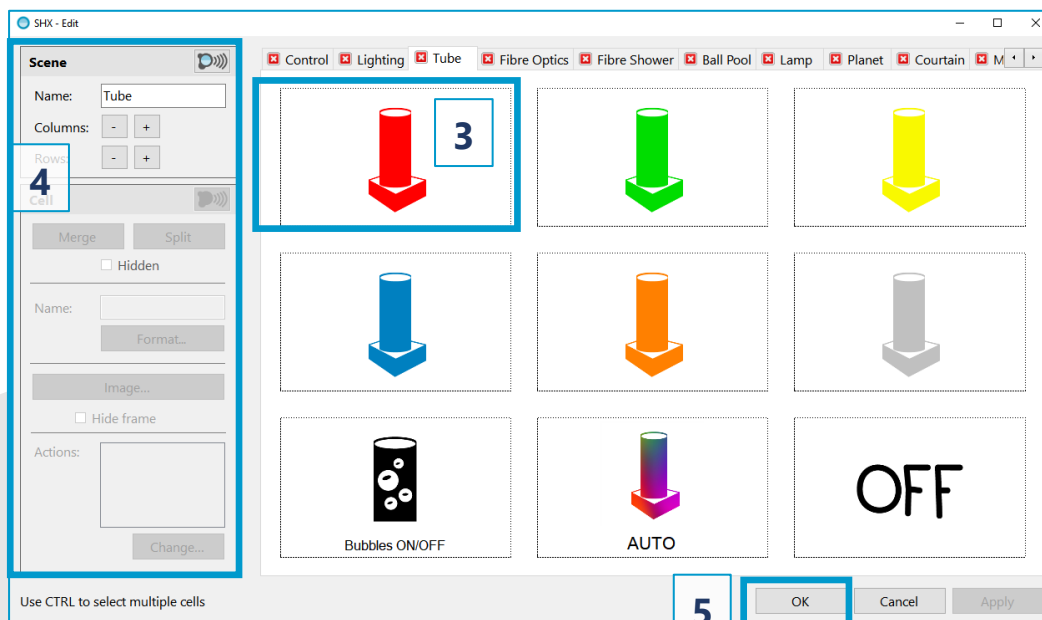 SHX - Edit
Scene
Name: Tube
Columns: - +
Rows: - +
4
Cell
Merge Split
Hidden
Name:
Format...
Image...
Hide frame
Actions:
Change...
Control Lighting Tube Fibre Optics Fibre Shower Ball Pool Lamp Planet Courtain M
3
Bubbles ON/OFF
AUTO
OFF
Use CTRL to select multiple cells
5
OK Cancel Apply